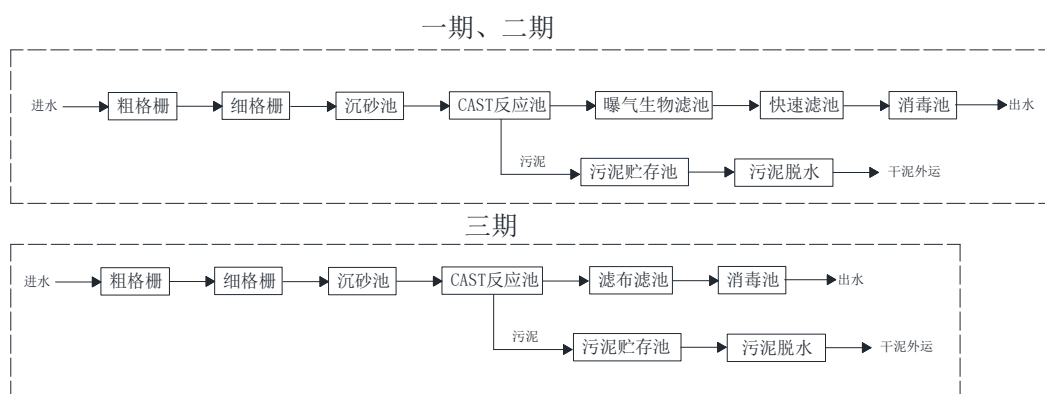 一期、二期
进水 粗格栅 细格栅 沉砂池 CAST反应池 曝气生物滤池 快速滤池 消毒池 出水
污泥 污泥贮存池 污泥脱水 干泥外运
三期
进水 粗格栅 细格栅 沉砂池 CAST反应池 滤布滤池 消毒池 出水
污泥 污泥贮存池 污泥脱水 干泥外运